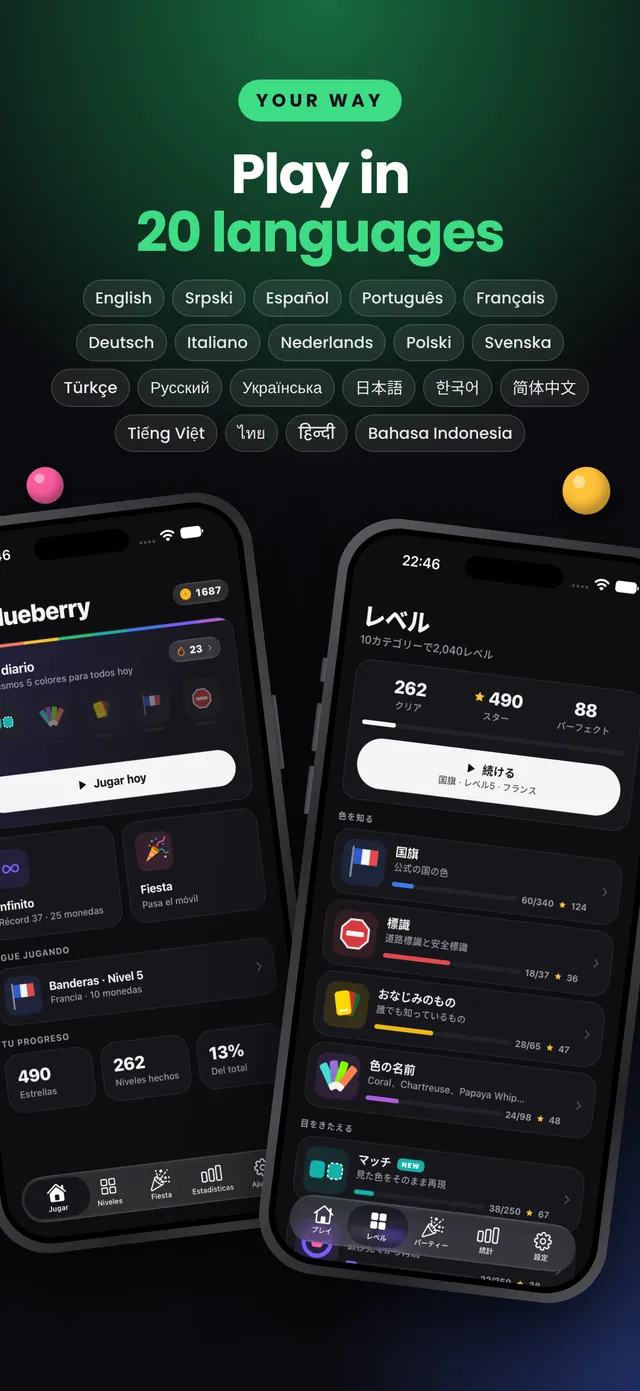 YOUR WAY
Play in
20 languages
English Srpski Español Português Français
Deutsch Italiano Nederlands Polski Svenska
Türkçe Русский Українська 日本語 한국어 简体中文
Tiếng Việt ไทย हिन्दी Bahasa Indonesia
46
lueberry
1687
diario
23
smos 5 colores para todos hoy
Jugar hoy
nfinito
Récord 37 · 25 monedas
Fiesta
Pasa el móvil
GUE JUGANDO
Banderas · Nivel 5
Francia · 10 monedas
TU PROGRESO
490
Estrellas
262
Niveles hechos
13%
Del total
Jugar
Niveles
Fiesta
Estadísticas
Aju
22:46
レベル
10カテゴリーで2,040レベル
262
クリア
490
スター
88
パーフェクト
続ける
国旗 · レベル5 · フランス
色を知る
国旗
公式の国の色
60/340 124
標識
道路標識と安全標識
18/37 36
おなじみのもの
誰でも知っているもの
28/65 47
色の名前
Coral、Chartreuse、Papaya Whip...
24/98 48
目をきたえる
マッチ NEW
見た色をそのまま再現
38/250 67
プレイ
レベル
パーティー
統計
設定